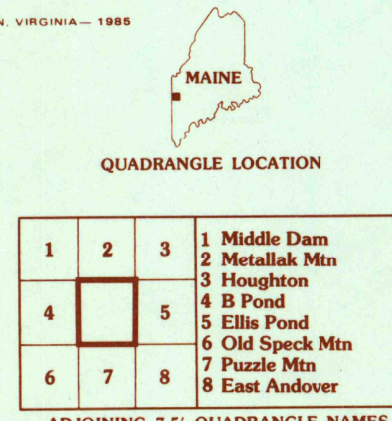 N, VIRGINIA— 1985
MAINE
QUADRANGLE LOCATION
1 2 3
4 5
6 7 8
1 Middle Dam
2 Metallak Mtn
3 Houghton
4 B Pond
5 Ellis Pond
6 Old Speck Mtn
7 Puzzle Mtn
8 East Andover
ADJOINING 7.5' QUADRANGLE NAMES